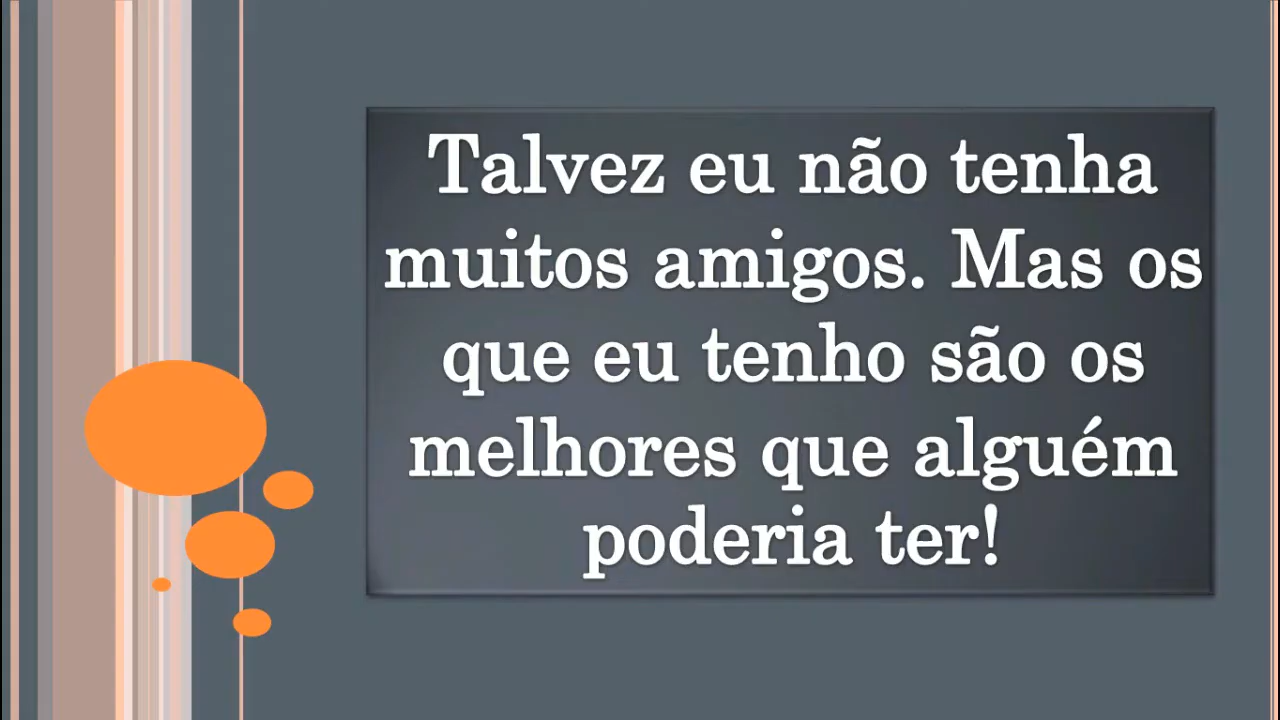 Talvez eu não tenha
muitos amigos. Mas os
que eu tenho são os
melhores que alguém
poderia ter!